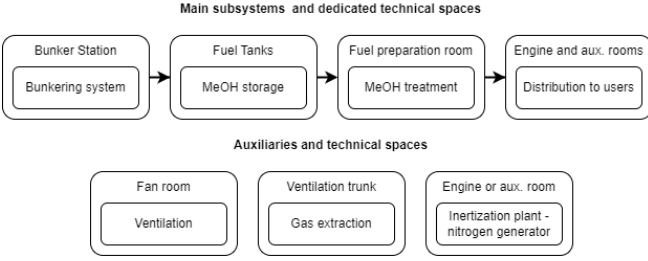 Main subsystems and dedicated technical spaces
Bunker Station
Bunkering system
Fuel Tanks
MeOH storage
Fuel preparation room
MeOH treatment
Engine and aux. rooms
Distribution to users
Auxiliaries and technical spaces
Fan room
Ventilation
Ventilation trunk
Gas extraction
Engine or aux. room
Inertization plant -
nitrogen generator